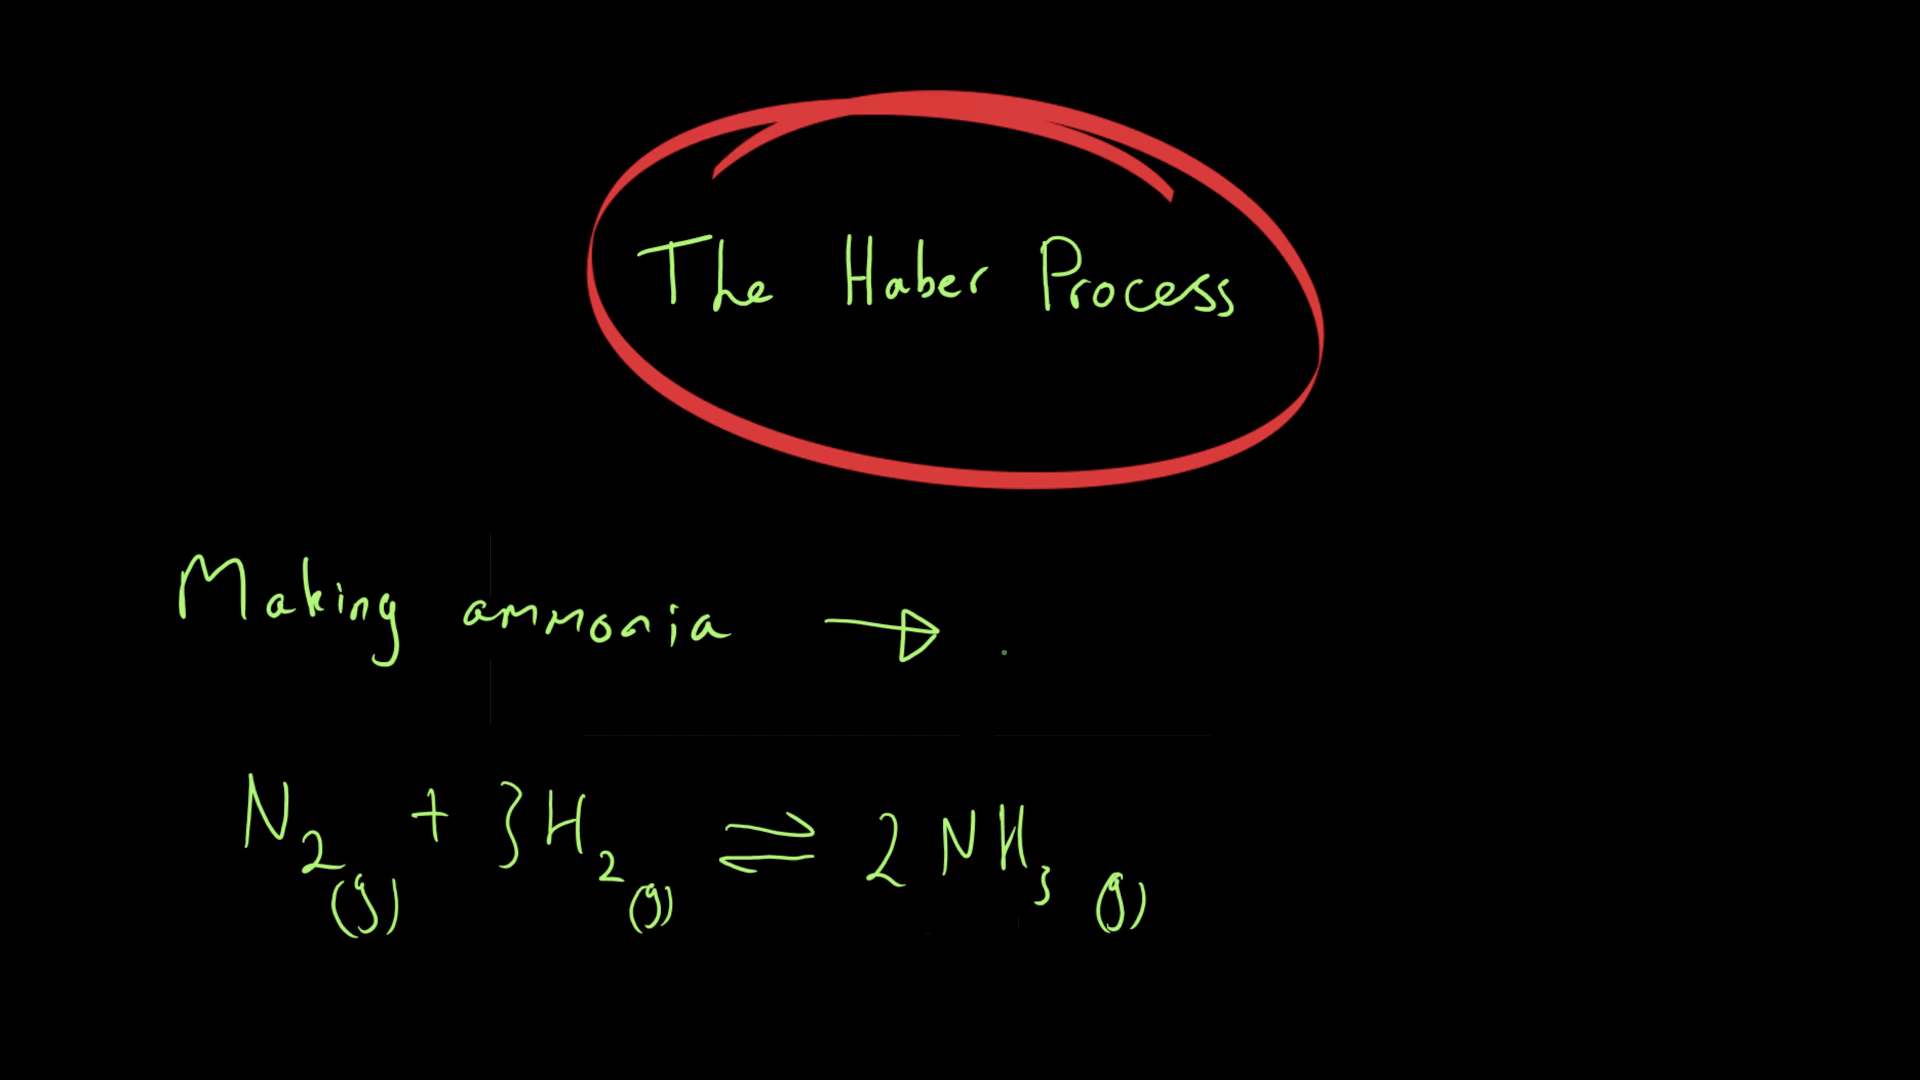 The Haber Process
Making ammonia →
N₂(g) + 3H₂(g) ⇌ 2NH₃(g)